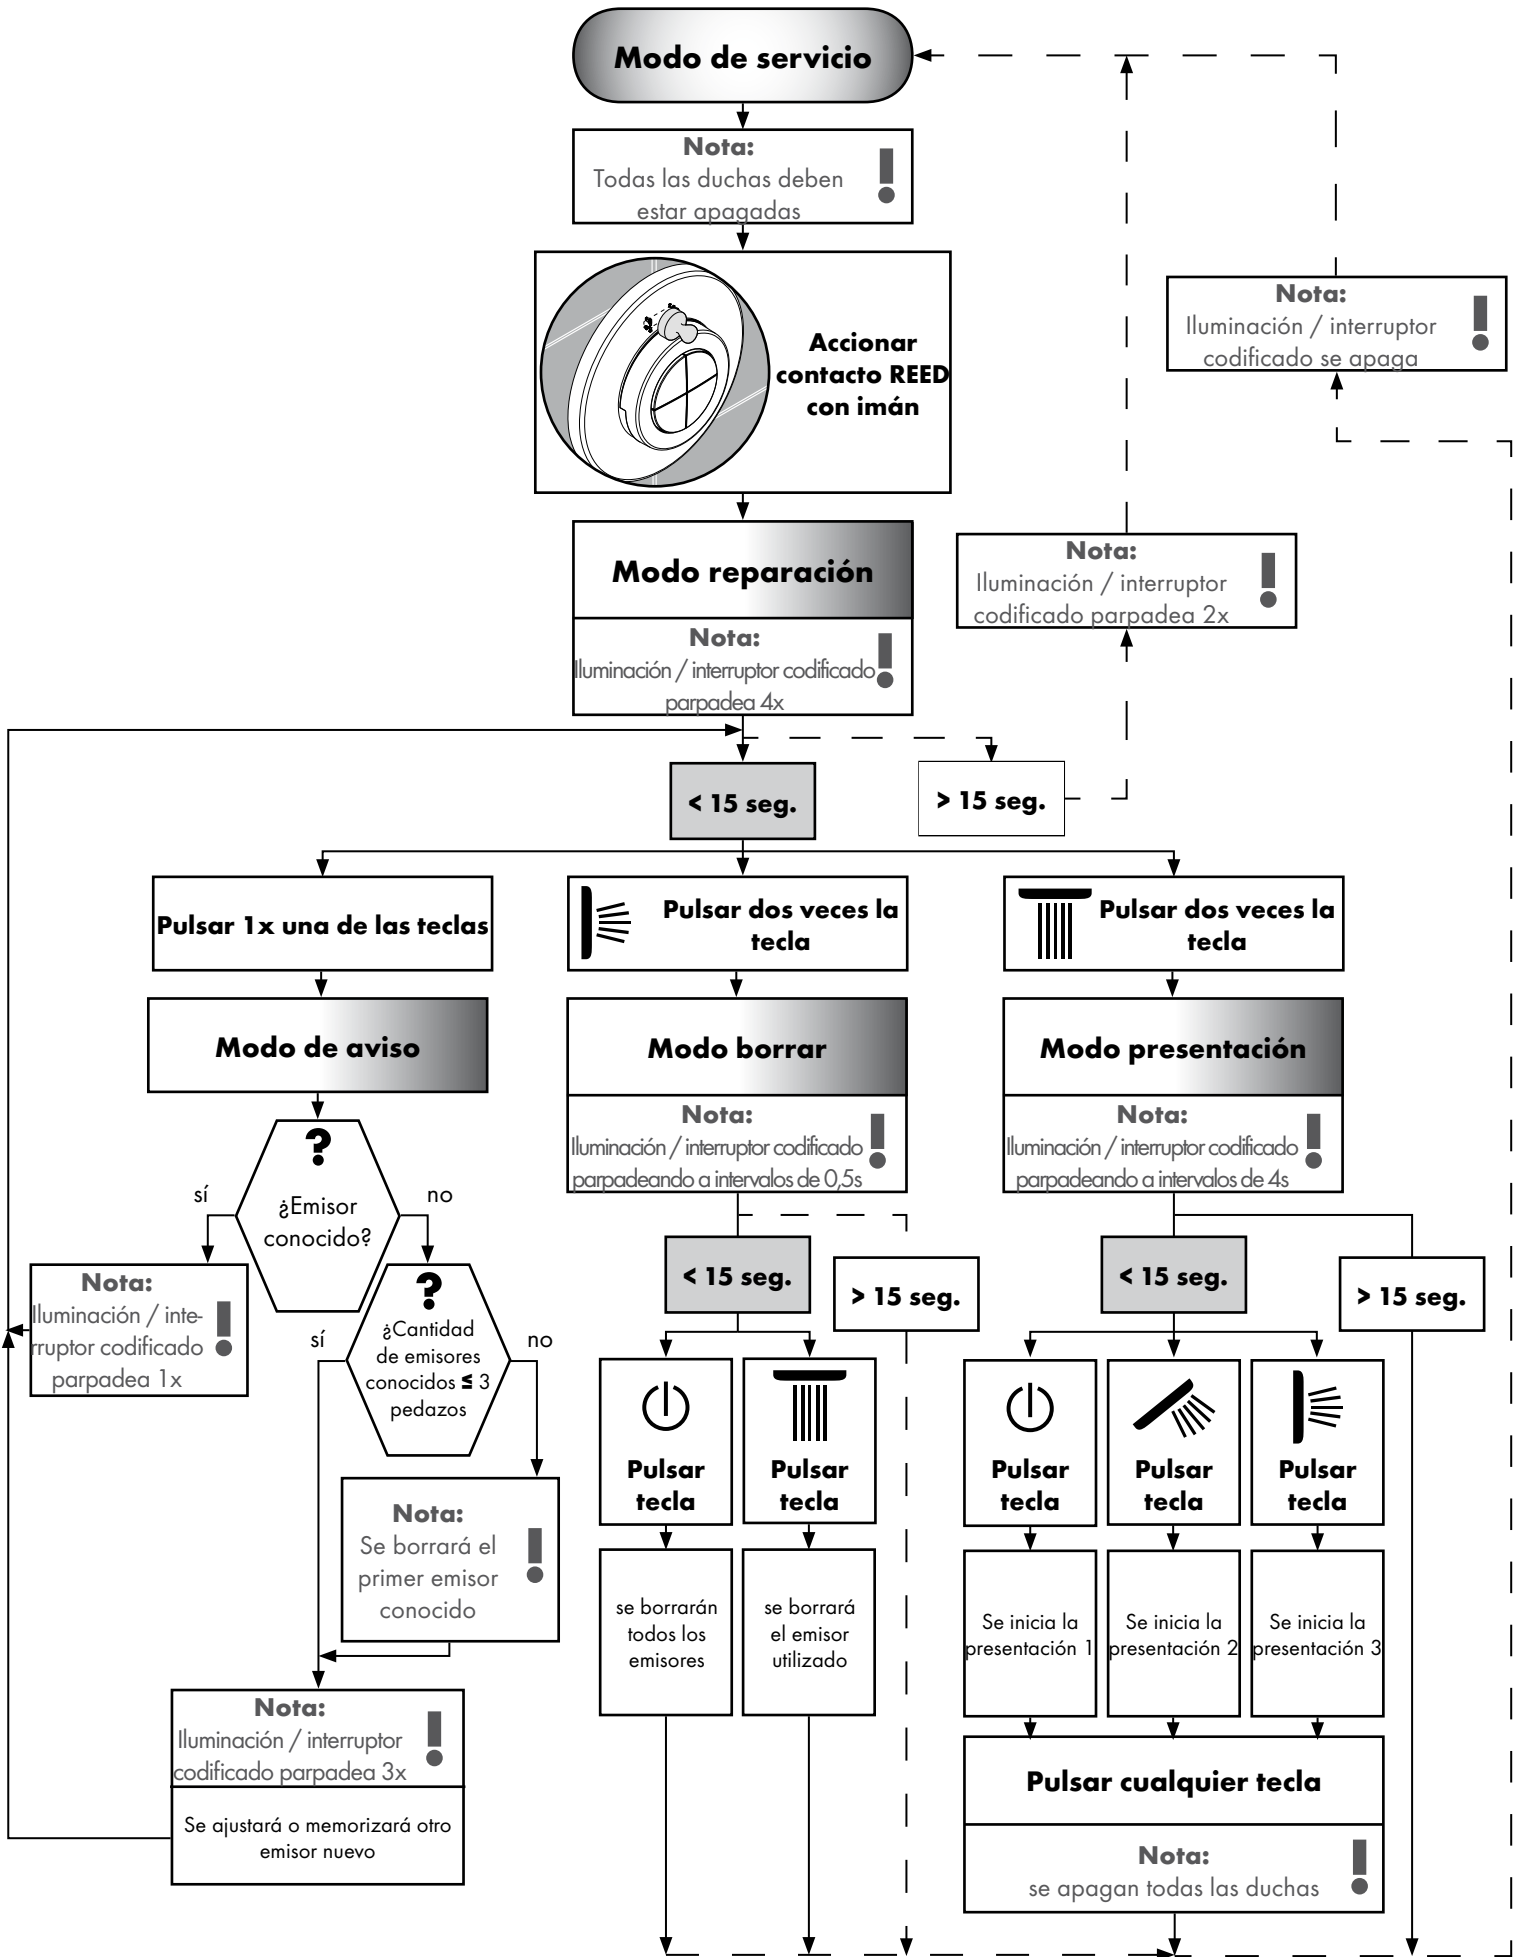 Modo de servicio
Nota:
Todas las duchas deben
estar apagadas
Accionar
contacto REED
con imán
Nota:
Iluminación / interruptor
codificado se apaga
Modo reparación
Nota:
Iluminación / interruptor codificado
parpadea 4x
Nota:
Iluminación / interruptor
codificado parpadea 2x
< 15 seg.
> 15 seg.
Pulsar 1x una de las teclas
Pulsar dos veces la
tecla
Pulsar dos veces la
tecla
Modo de aviso
Modo borrar
Nota:
Iluminación / interruptor codificado
parpadeando a intervalos de 0,5s
Modo presentación
Nota:
Iluminación / interruptor codificado
parpadeando a intervalos de 4s
?
¿Emisor
conocido?
sí
no
Nota:
Iluminación / inte-
rruptor codificado
parpadea 1x
?
¿Cantidad
de emisores
conocidos ≤ 3
pedazos
sí
no
Nota:
Se borrará el
primer emisor
conocido
Nota:
Iluminación / interruptor
codificado parpadea 3x
Se ajustará o memorizará otro
emisor nuevo
< 15 seg.
> 15 seg.
Pulsar
tecla
Pulsar
tecla
se borrarán
todos los
emisores
se borrará
el emisor
utilizado
< 15 seg.
> 15 seg.
Pulsar
tecla
Pulsar
tecla
Pulsar
tecla
Se inicia la
presentación 1
Se inicia la
presentación 2
Se inicia la
presentación 3
Pulsar cualquier tecla
Nota:
se apagan todas las duchas